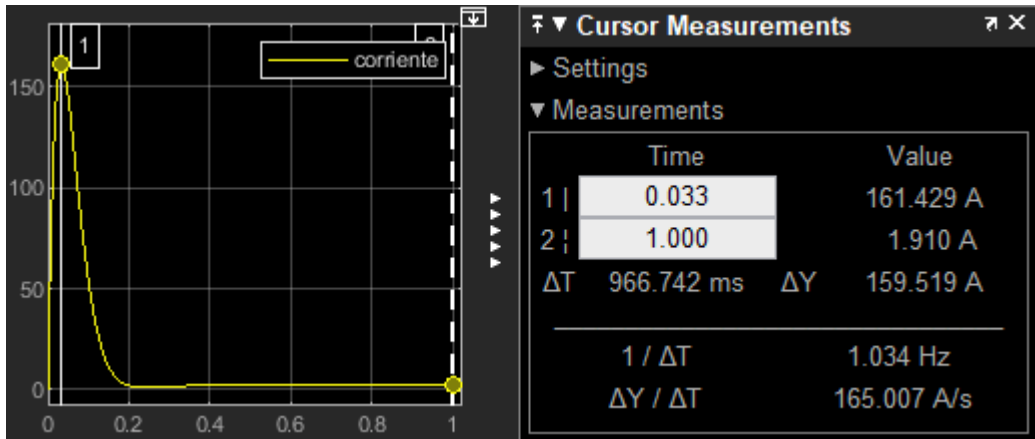 1
corriente
150
100
50
0
0 0.2 0.4 0.6 0.8 1
Cursor Measurements
Settings
Measurements
Time Value
1 | 0.033 161.429 A
2 ¦ 1.000 1.910 A
ΔT 966.742 ms ΔY 159.519 A
1 / ΔT 1.034 Hz
ΔY / ΔT 165.007 A/s